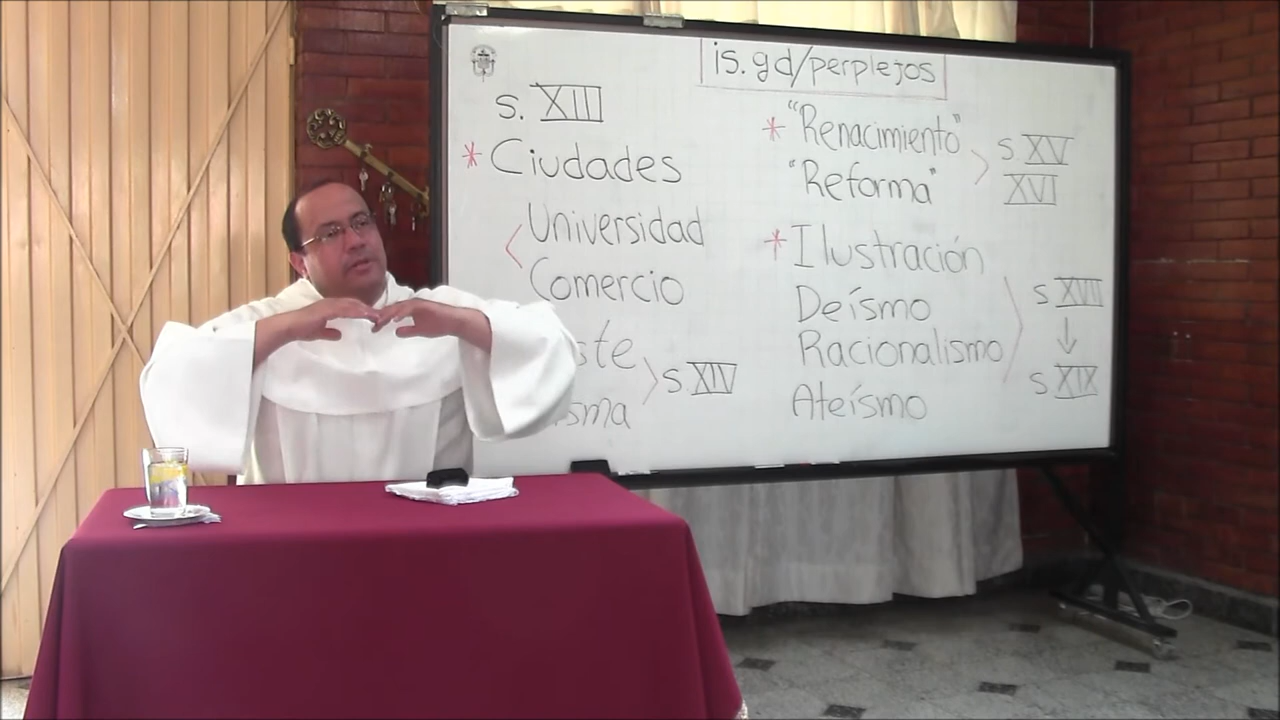 is.gd/perplejos
s. XIII
* Ciudades
Universidad
Comercio
s. XIV
* "Renacimiento"
"Reforma"
s. XV
XVI
* Ilustración
Deísmo
Racionalismo
Ateísmo
s XVII
s XIX